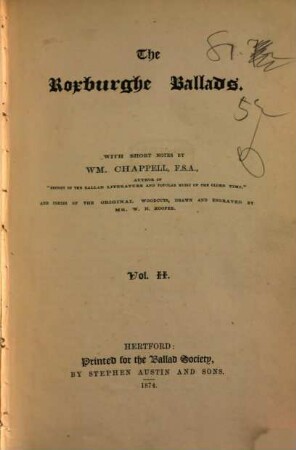 The
Roxburghe Ballads.
WITH SHORT NOTES BY
WM. CHAPPELL, F.S.A.,
AUTHOR OF
"HISTORY OF THE BALLAD LITERATURE AND POPULAR MUSIC OF THE OLDEN TIME,"
AND COPIES OF THE ORIGINAL WOODCUTS, DRAWN AND ENGRAVED BY
MR. W. H. HOOPER.
Vol. II.
HERTFORD:
Printed for the Ballad Society,
BY STEPHEN AUSTIN AND SONS.
1874.